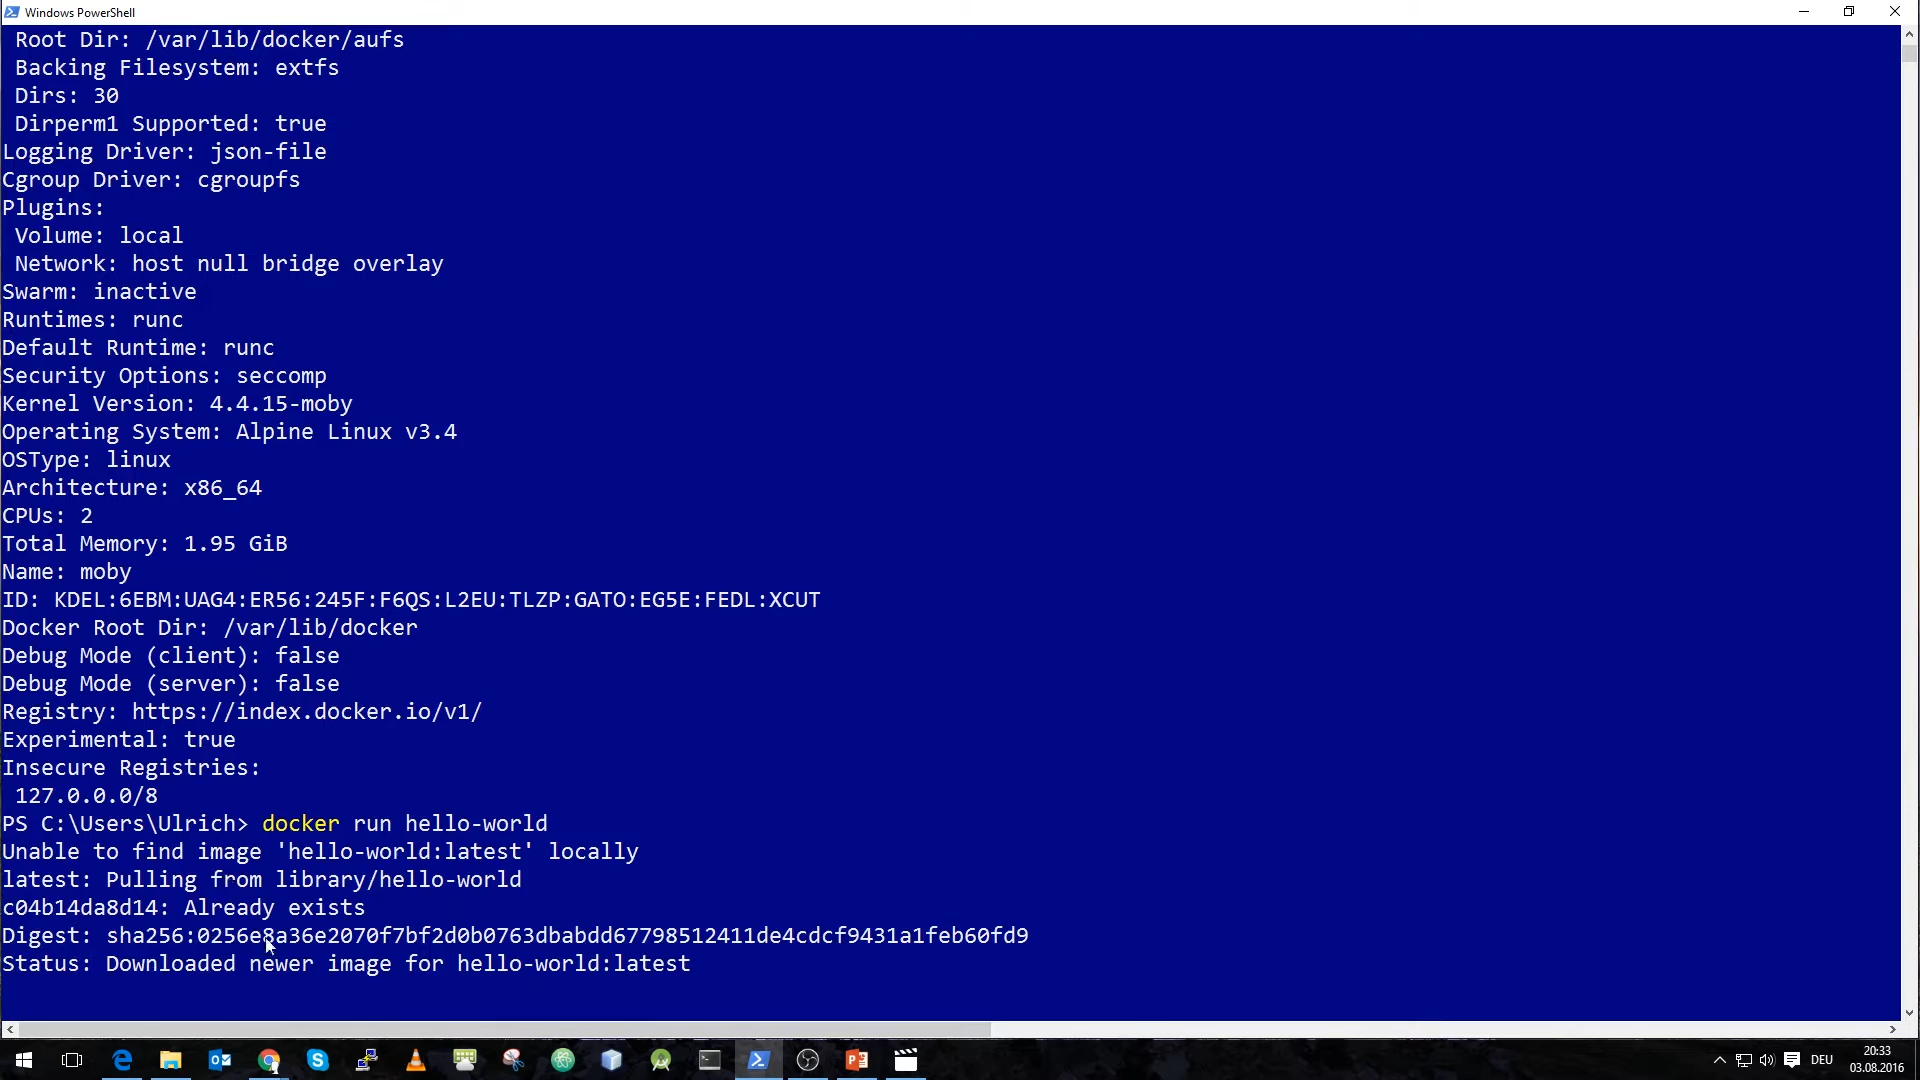 Windows PowerShell
Root Dir: /var/lib/docker/aufs
Backing Filesystem: extfs
Dirs: 30
Dirperm1 Supported: true
Logging Driver: json-file
Cgroup Driver: cgroupfs
Plugins:
Volume: local
Network: host null bridge overlay
Swarm: inactive
Runtimes: runc
Default Runtime: runc
Security Options: seccomp
Kernel Version: 4.4.15-moby
Operating System: Alpine Linux v3.4
OSType: linux
Architecture: x86_64
CPUs: 2
Total Memory: 1.95 GiB
Name: moby
ID: KDEL:6EBM:UAG4:ER56:245F:F6QS:L2EU:TLZP:GATO:EG5E:FEDL:XCUT
Docker Root Dir: /var/lib/docker
Debug Mode (client): false
Debug Mode (server): false
Registry: https://index.docker.io/v1/
Experimental: true
Insecure Registries:
127.0.0.0/8
PS C:\Users\Ulrich> docker run hello-world
Unable to find image 'hello-world:latest' locally
latest: Pulling from library/hello-world
c04b14da8d14: Already exists
Digest: sha256:0256e8a36e2070f7bf2d0b0763dbabdd67798512411de4cdcf9431a1feb60fd9
Status: Downloaded newer image for hello-world:latest
DEU
20:33
03.08.2016